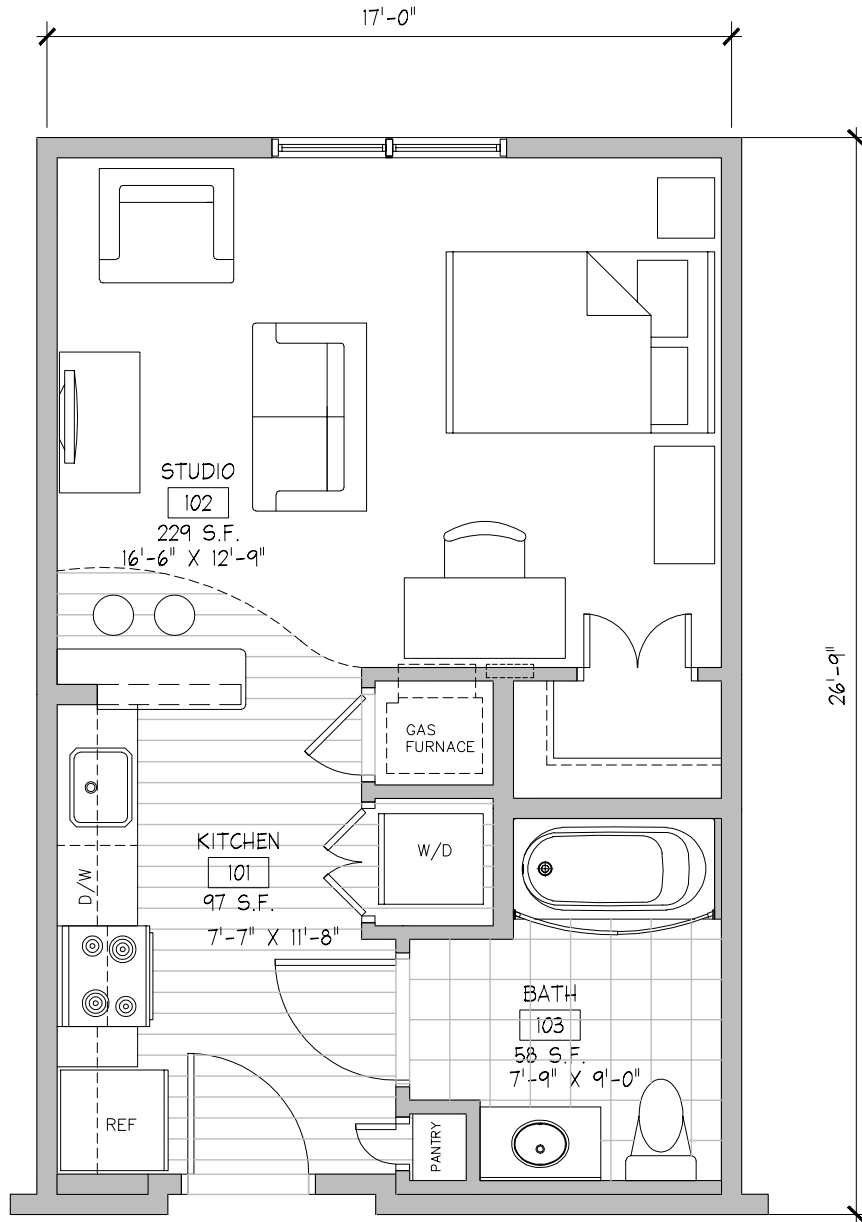 17'-0"
STUDIO
102
229 S.F.
16'-6" X 12'-9"
26'-9"
GAS
FURNACE
KITCHEN
101
97 S.F.
7'-7" X 11'-8"
W/D
D/W
BATH
103
58 S.F.
7'-9" X 9'-0"
REF
PANTRY